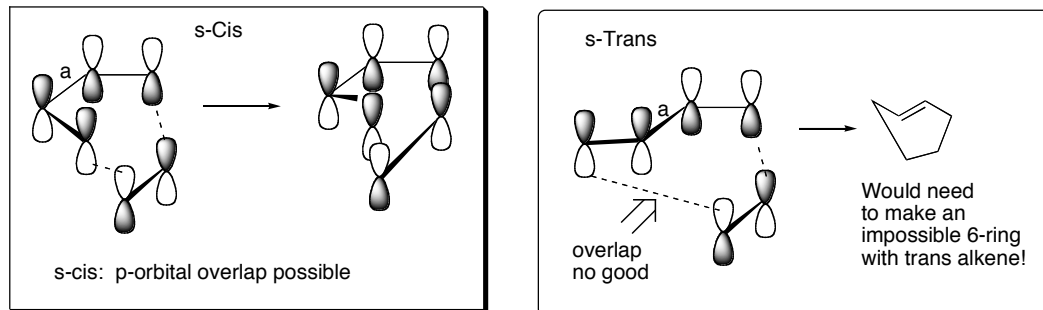 s-Cis
a
s-cis: p-orbital overlap possible
s-Trans
a
overlap
no good
Would need
to make an
impossible 6-ring
with trans alkene!